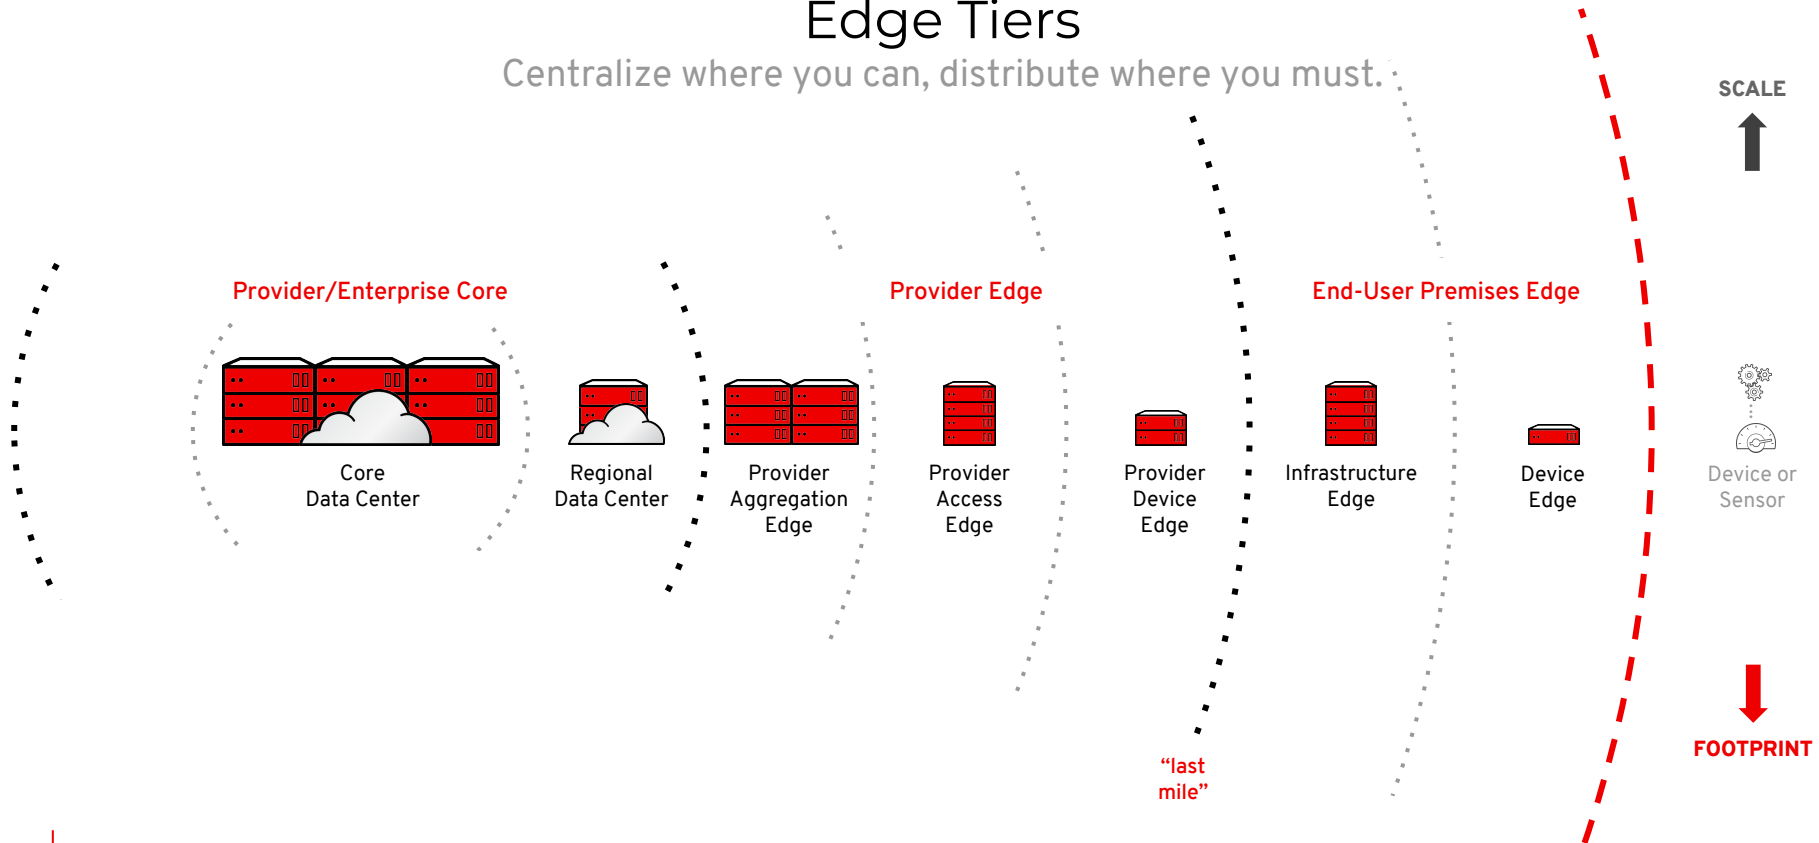 Edge Tiers
Centralize where you can, distribute where you must.
SCALE
Provider/Enterprise Core
Provider Edge
End-User Premises Edge
Core
Data Center
Regional
Data Center
Provider
Aggregation
Edge
Provider
Access
Edge
Provider
Device
Edge
Infrastructure
Edge
Device
Edge
Device or
Sensor
FOOTPRINT
“last
mile”